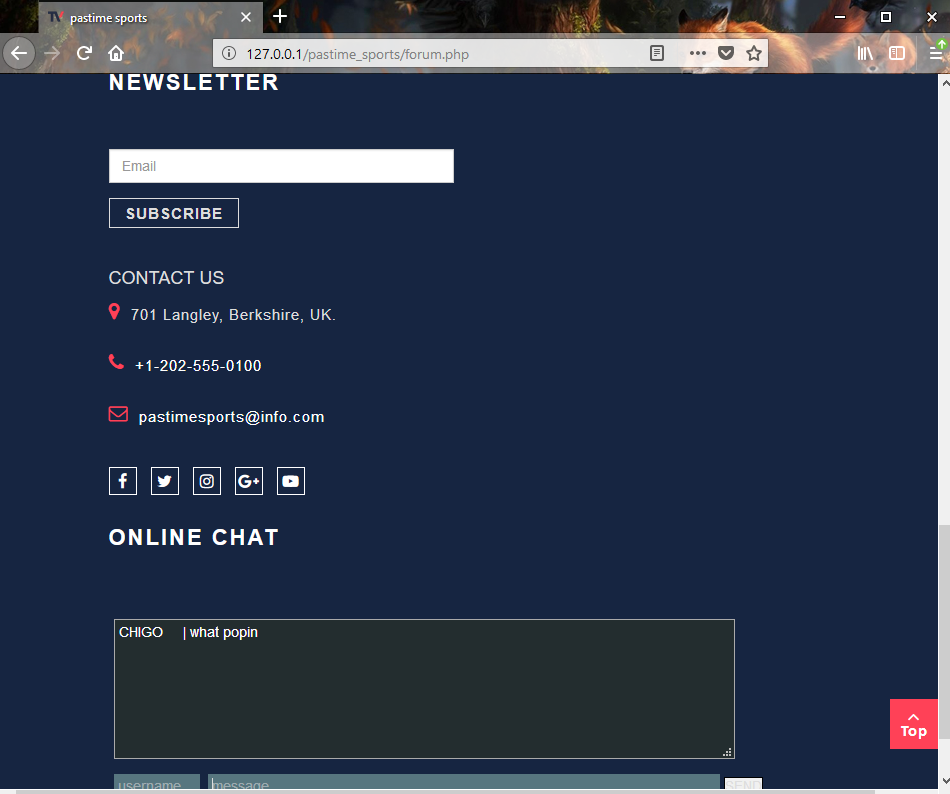 pastime sports
127.0.0.1/pastime_sports/forum.php
NEWSLETTER
Email
SUBSCRIBE
CONTACT US
701 Langley, Berkshire, UK.
+1-202-555-0100
pastimesports@info.com
ONLINE CHAT
CHIGO | what popin
Top
username message SEND